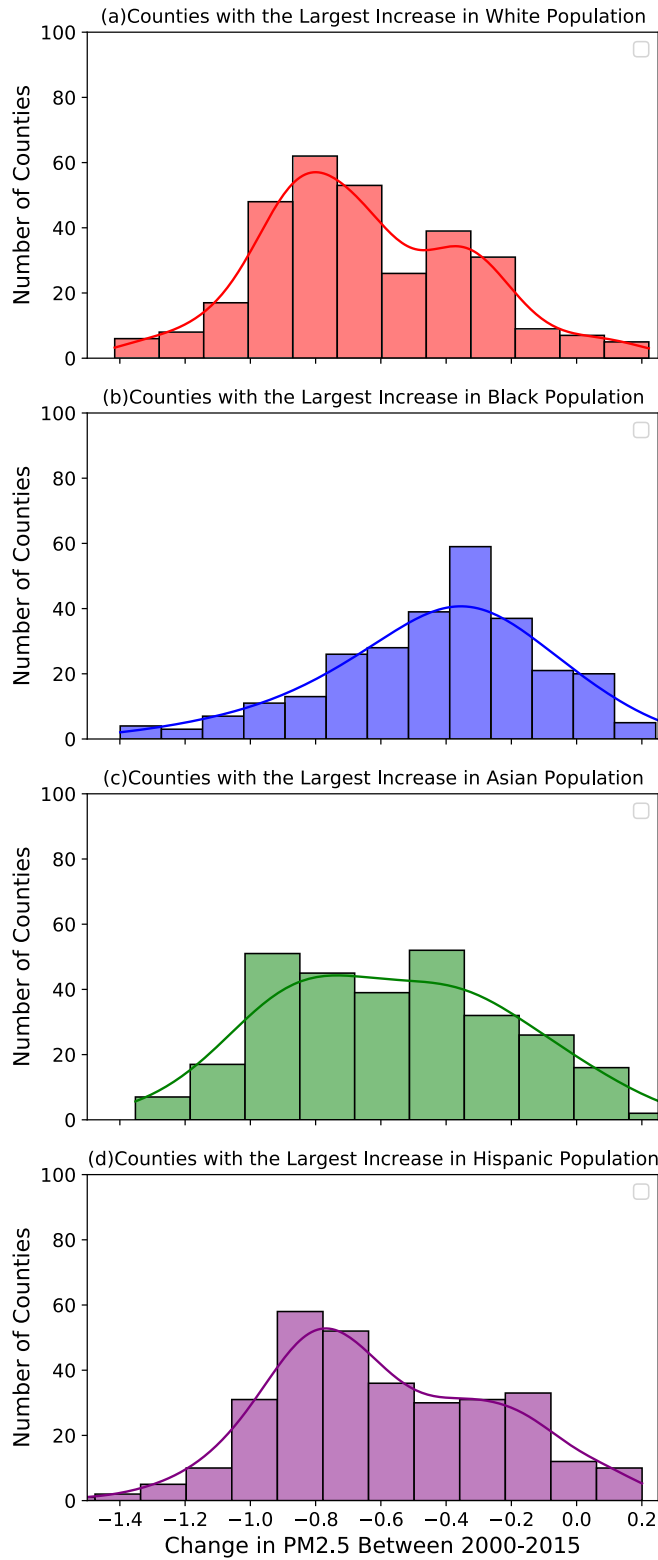 (a)Counties with the Largest Increase in White Population
100
80
60
40
20
0
Number of Counties
(b)Counties with the Largest Increase in Black Population
100
80
60
40
20
0
Number of Counties
(c)Counties with the Largest Increase in Asian Population
100
80
60
40
20
0
Number of Counties
(d)Counties with the Largest Increase in Hispanic Population
100
80
60
40
20
0
Number of Counties
−1.4 −1.2 −1.0 −0.8 −0.6 −0.4 −0.2 0.0 0.2
Change in PM2.5 Between 2000-2015